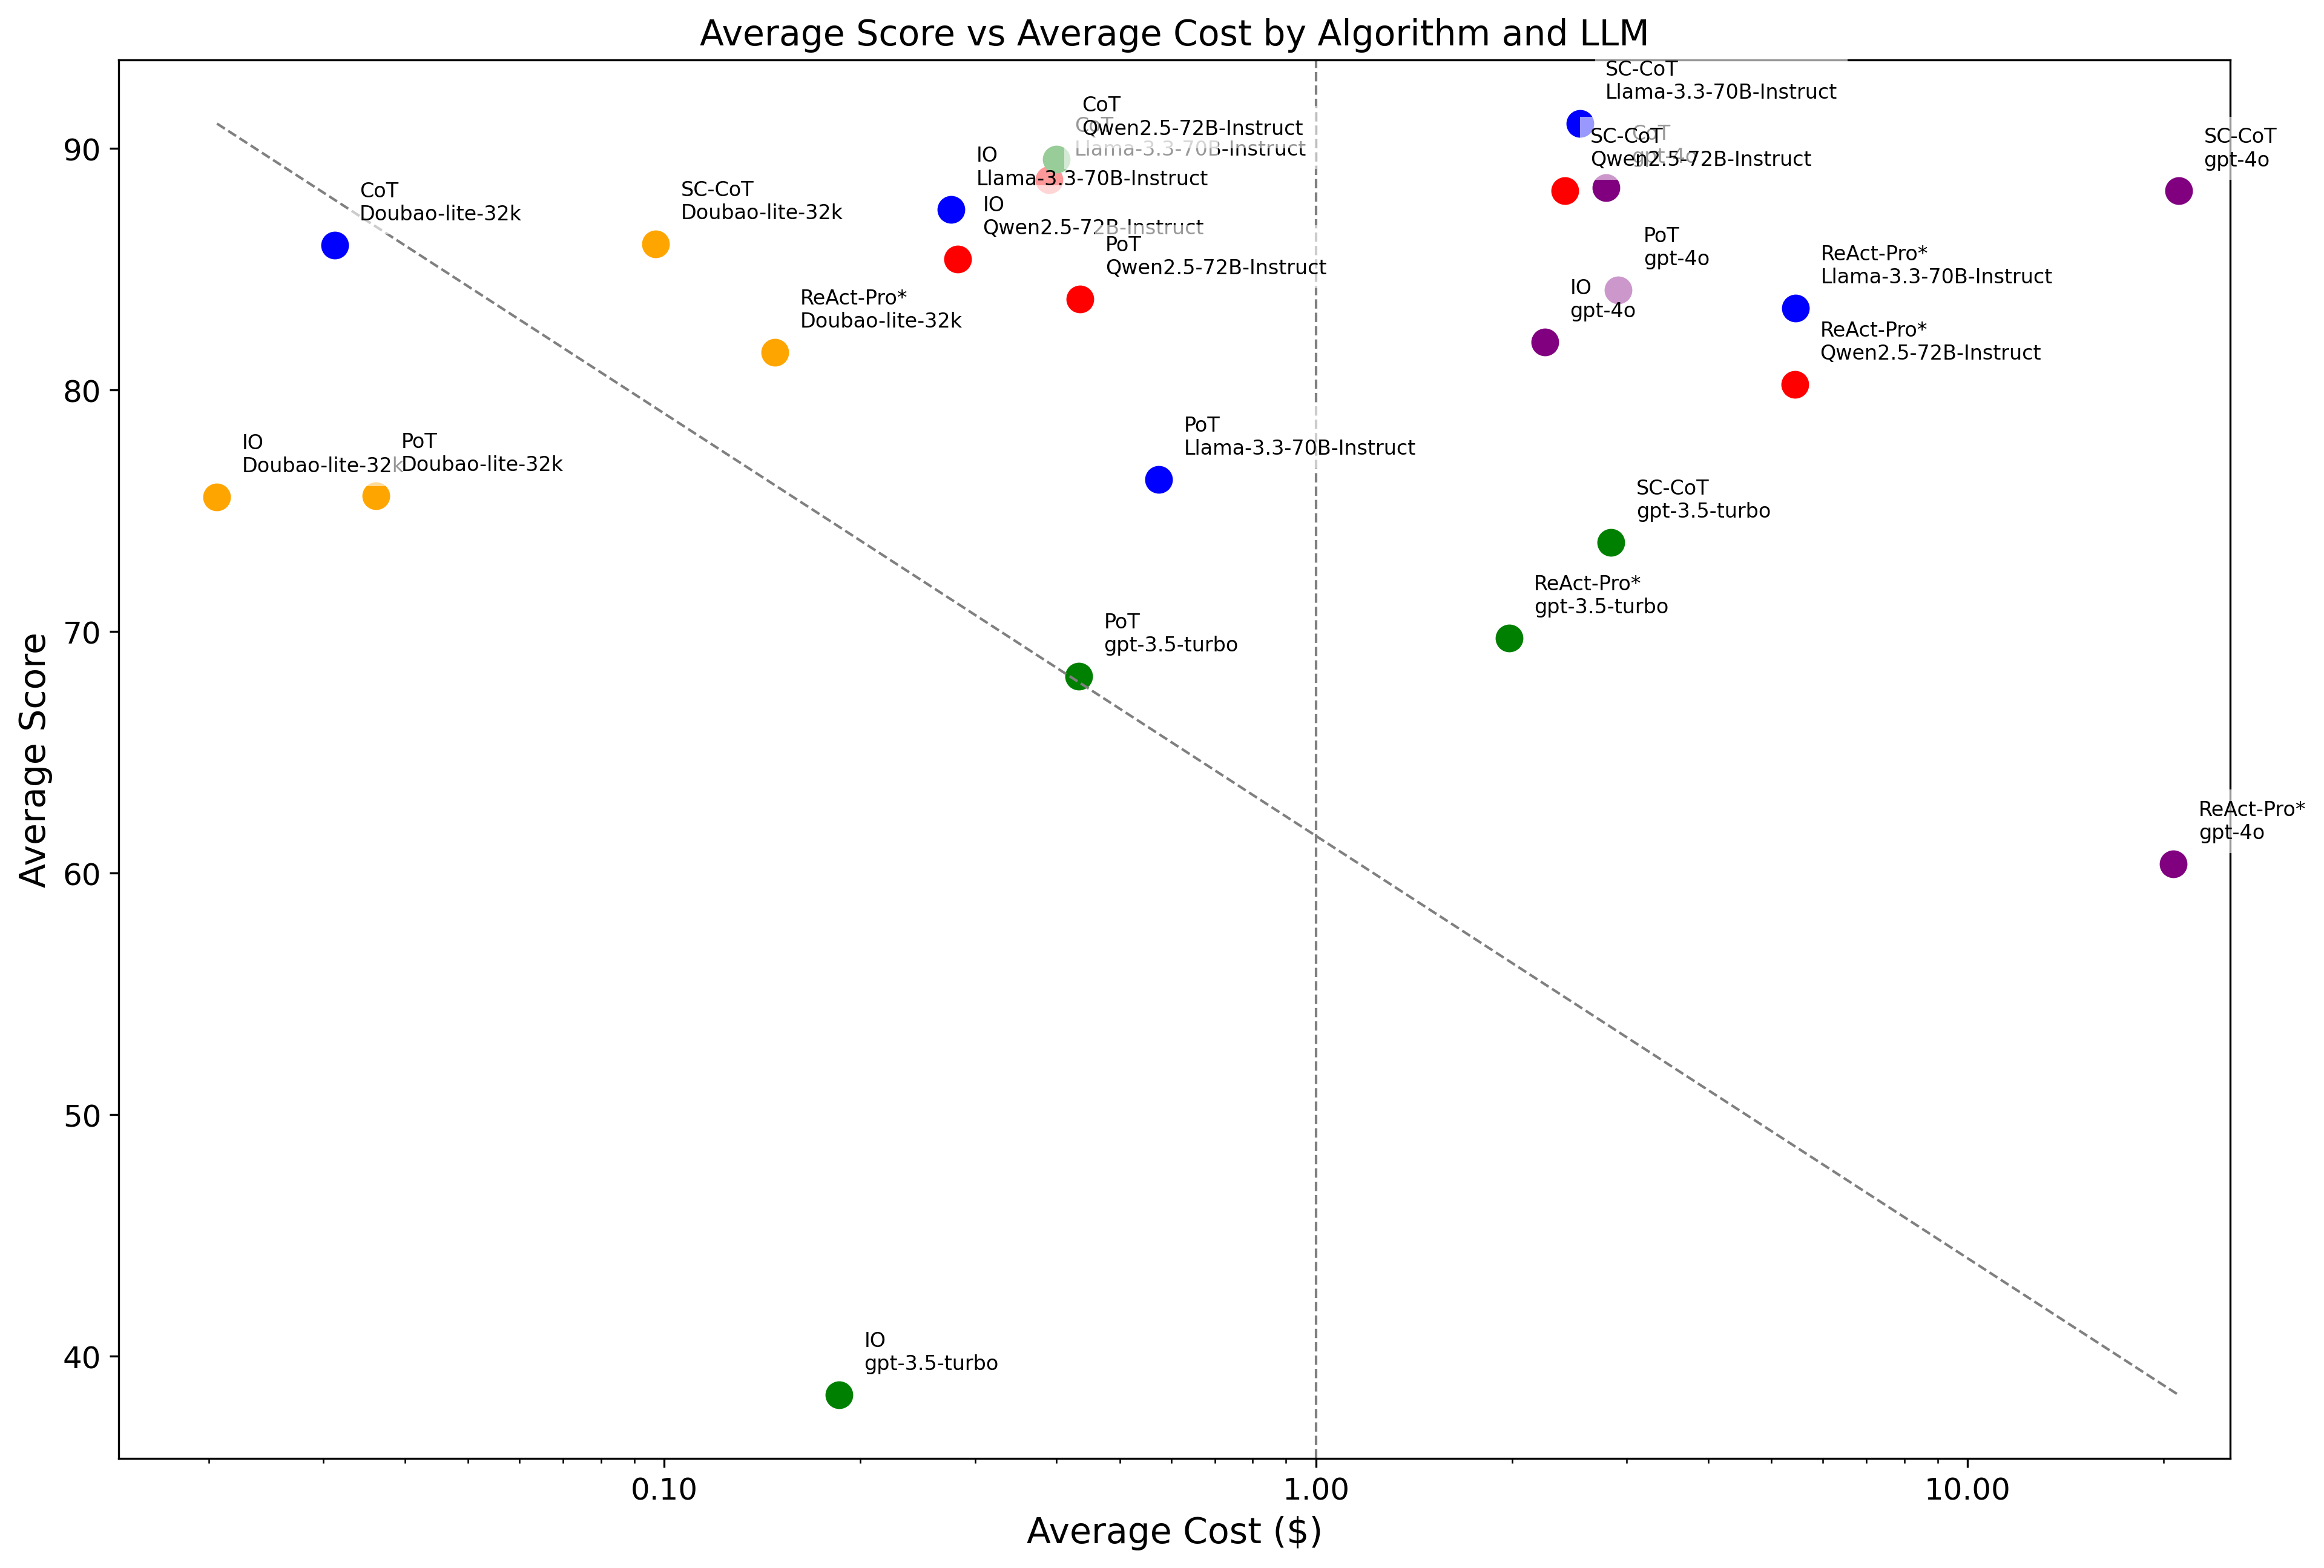 Average Score vs Average Cost by Algorithm and LLM
SC-CoT
Llama-3.3-70B-Instruct
CoT
Qwen2.5-72B-Instruct
CoT
Llama-3.3-70B-Instruct
SC-CoT
Qwen2.5-72B-Instruct
CoT
gpt-4o
SC-CoT
gpt-4o
IO
Llama-3.3-70B-Instruct
CoT
Doubao-lite-32k
SC-CoT
Doubao-lite-32k
IO
Qwen2.5-72B-Instruct
PoT
Qwen2.5-72B-Instruct
PoT
gpt-4o
ReAct-Pro*
Llama-3.3-70B-Instruct
IO
gpt-4o
ReAct-Pro*
Doubao-lite-32k
ReAct-Pro*
Qwen2.5-72B-Instruct
PoT
Llama-3.3-70B-Instruct
IO
Doubao-lite-32k
PoT
Doubao-lite-32k
SC-CoT
gpt-3.5-turbo
ReAct-Pro*
gpt-3.5-turbo
PoT
gpt-3.5-turbo
ReAct-Pro*
gpt-4o
IO
gpt-3.5-turbo
90
80
70
60
50
40
Average Score
0.10
1.00
10.00
Average Cost ($)